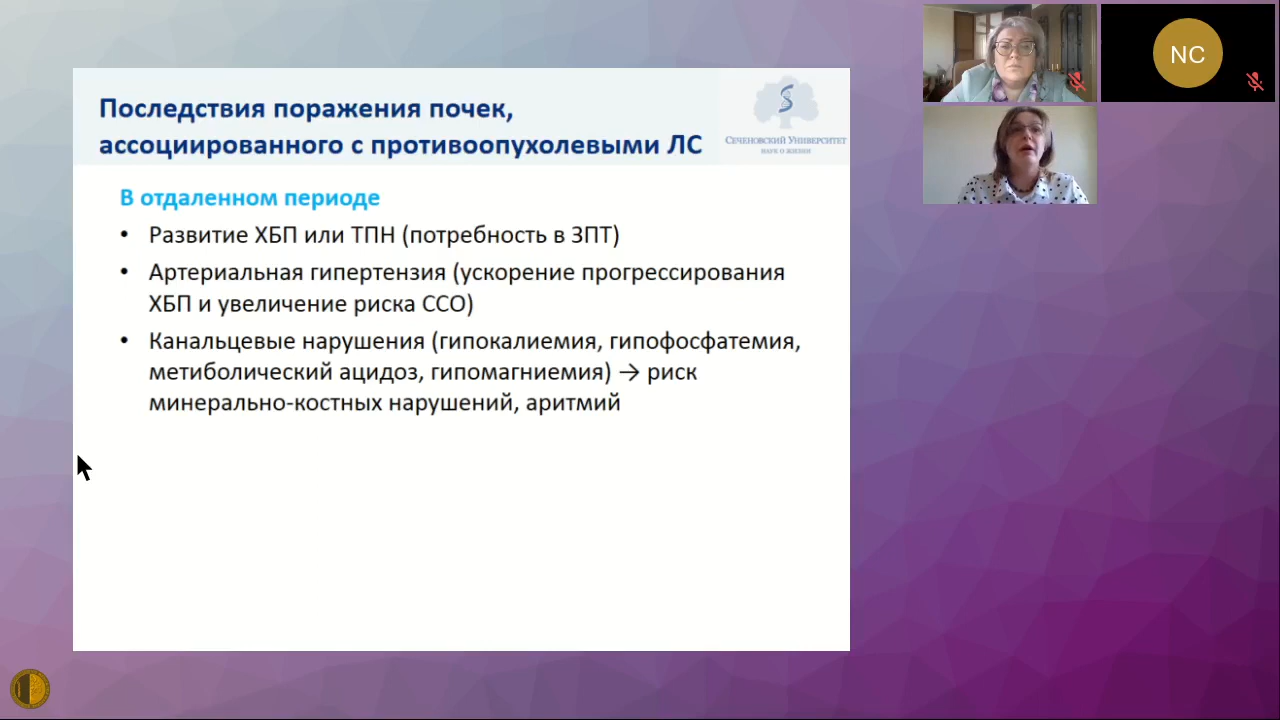 Последствия поражения почек,
ассоциированного с противоопухолевыми ЛС
СЕЧЕНОВСКИЙ УНИВЕРСИТЕТ
НАУК О ЖИЗНИ
В отдаленном периоде
• Развитие ХБП или ТПН (потребность в ЗПТ)
• Артериальная гипертензия (ускорение прогрессирования
ХБП и увеличение риска ССО)
• Канальцевые нарушения (гипокалиемия, гипофосфатемия,
метиболический ацидоз, гипомагниемия) → риск
минерально-костных нарушений, аритмий
NC